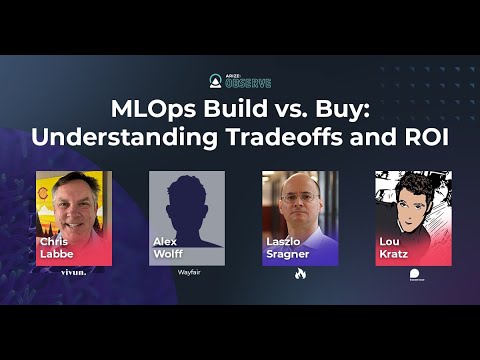 ARIZE:
OBSERVE
MLOps Build vs. Buy:
Understanding Tradeoffs and ROI
Chris
Labbe
Alex
Wolff
Laszlo
Sragner
Lou
Kratz
vivun.
Wayfair